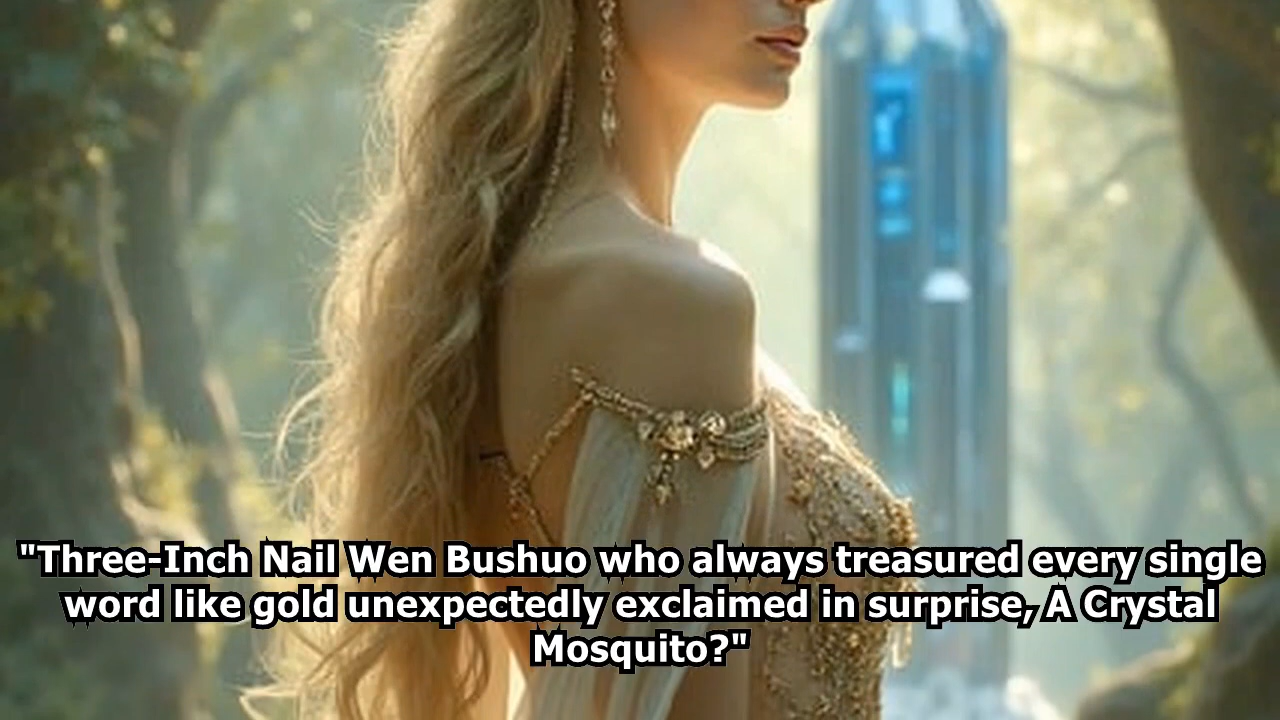 "Three-Inch Nail Wen Bushuo who always treasured every single
word like gold unexpectedly exclaimed in surprise, A Crystal
Mosquito?"